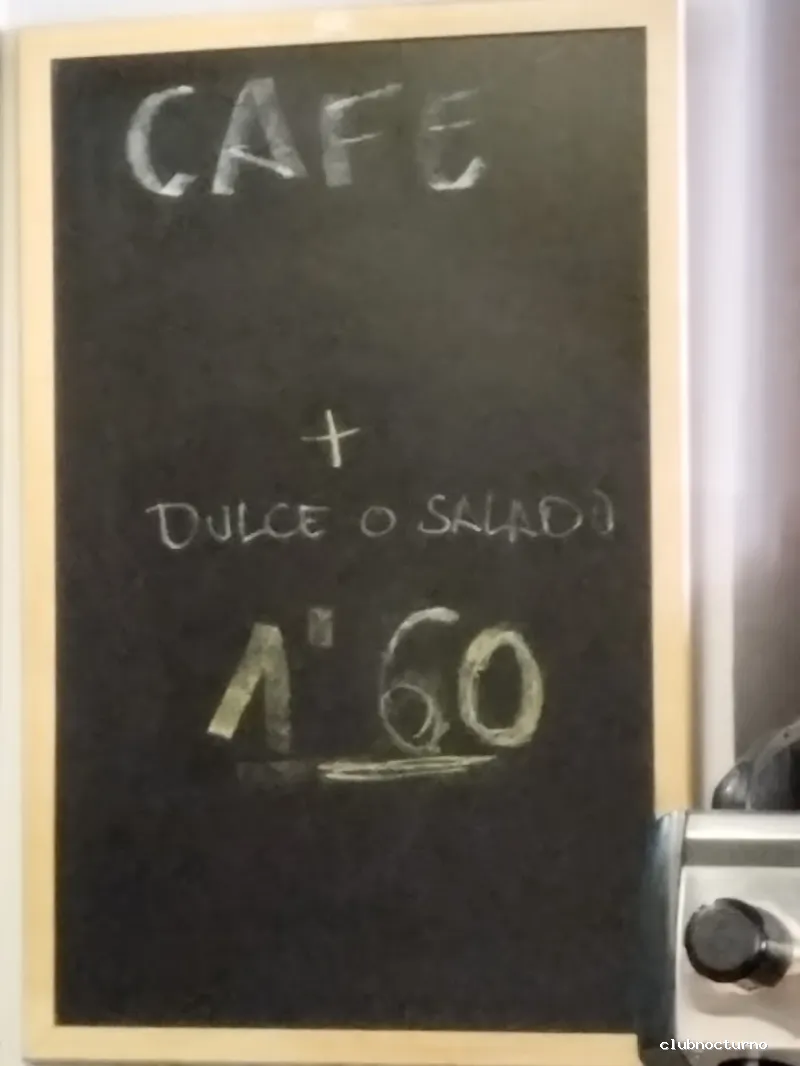 CAFE
+
DULCE O SALADO
1'60
clubnocturno